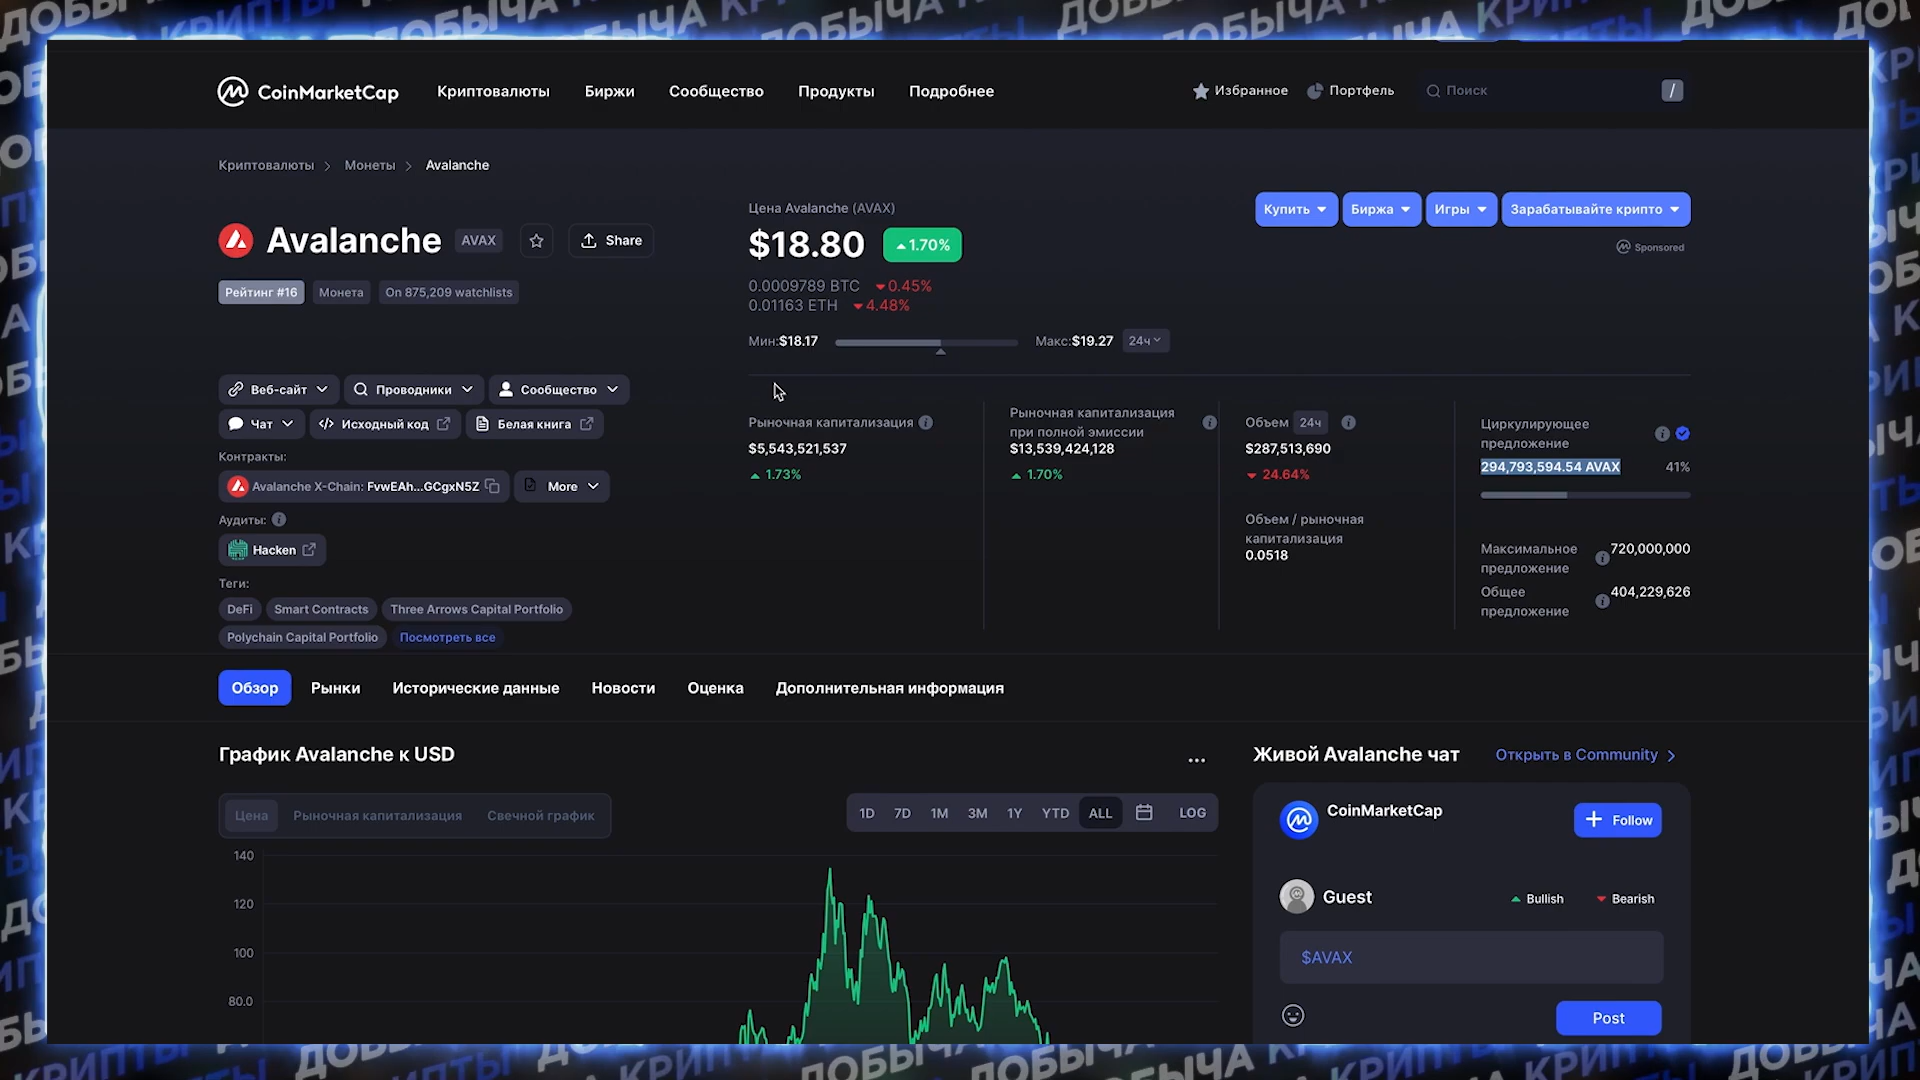 CoinMarketCap
Криптовалюты
Биржи
Сообщество
Продукты
Подробнее
Избранное
Портфель
Поиск
/
Криптовалюты > Монеты > Avalanche
Avalanche AVAX
Share
Рейтинг #16
Монета
On 875,209 watchlists
Цена Avalanche (AVAX)
$18.80 1.70%
0.0009789 BTC 0.45%
0.01163 ETH 4.48%
Мин:$18.17
Макс:$19.27
24ч
Купить
Биржа
Игры
Зарабатывайте крипто
Sponsored
Веб-сайт
Проводники
Сообщество
Чат
Исходный код
Белая книга
Контракты:
Avalanche X-Chain: FvwEAh...GCgxN5Z
More
Аудиты:
Hacken
Теги:
DeFi
Smart Contracts
Three Arrows Capital Portfolio
Polychain Capital Portfolio
Посмотреть все
Рыночная капитализация
$5,543,521,537
1.73%
Рыночная капитализация
при полной эмиссии
$13,539,424,128
1.70%
Объем 24ч
$287,513,690
24.64%
Объем / рыночная
капитализация
0.0518
Циркулирующее
предложение
294,793,594.54 AVAX 41%
Максимальное
предложение
720,000,000
Общее
предложение
404,229,626
Обзор
Рынки
Исторические данные
Новости
Оценка
Дополнительная информация
График Avalanche к USD
...
Цена
Рыночная капитализация
Свечной график
1D 7D 1M 3M 1Y YTD ALL LOG
140
120
100
80.0
Живой Avalanche чат
Открыть в Community >
CoinMarketCap
+ Follow
Guest
Bullish
Bearish
$AVAX
Post
ДОБЫЧА КРИПТЫ